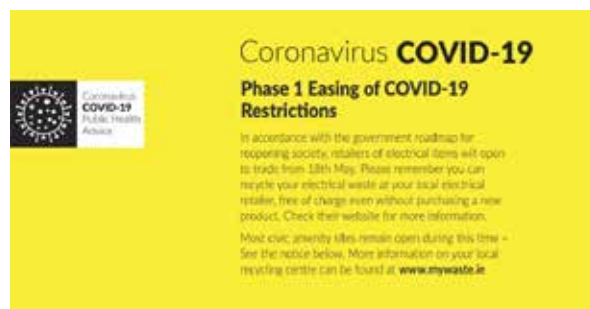 Coronavirus COVID-19
Phase 1 Easing of COVID-19
Restrictions
Coronavirus
COVID-19
Public Health
Advice
In accordance with the government roadmap for
reopening society, retailers of electrical items will open
to trade from 18th May. Please remember you can
recycle your electrical waste at your local electrical
retailer, free of charge even without purchasing a new
product. Check their website for more information.
Most civic amenity sites remain open during this time –
See the notice below. More information on your local
recycling centre can be found at www.mywaste.ie